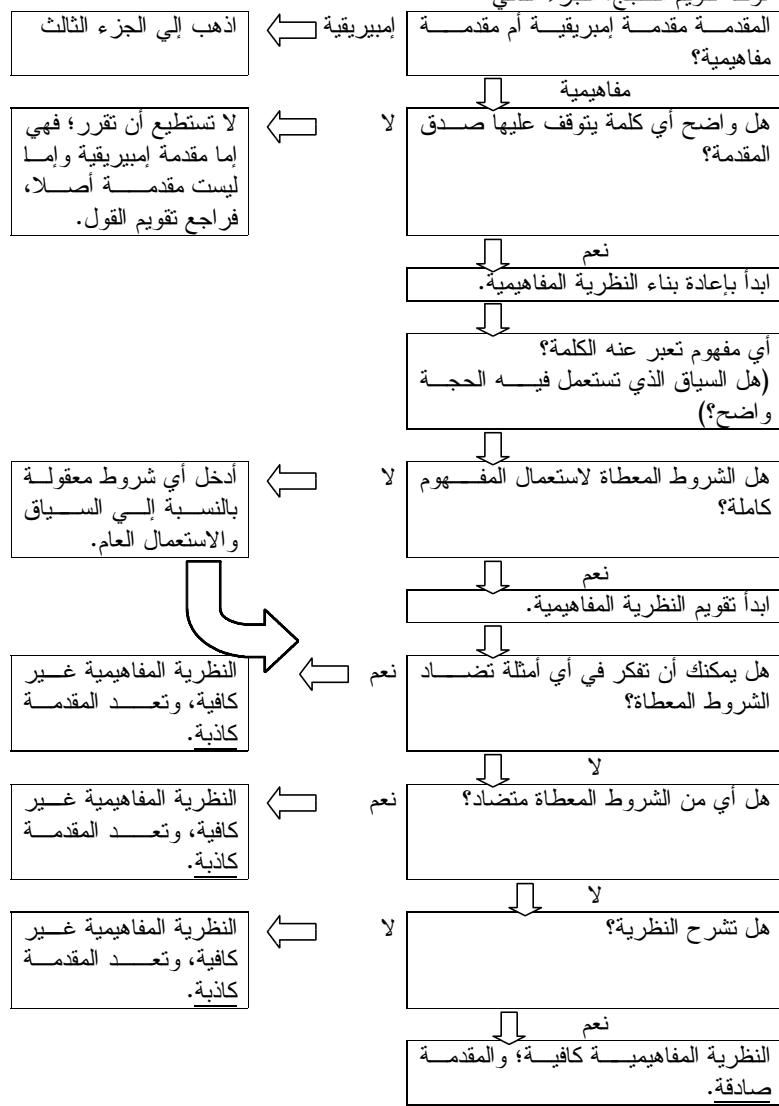 المقدمة مقدمة إمبريقية أم مقدمة
مفاهيمية؟
إمبيريقية
اذهب إلي الجزء الثالث
مفاهيمية
هل واضح أي كلمة يتوقف عليها صدق
المقدمة؟
لا
لا تستطيع أن تقرر؛ فهي
إما مقدمة إمبيريقية وإما
ليست مقدمة أصلا،
فراجع تقويم القول.
نعم
ابدأ بإعادة بناء النظرية المفاهيمية.
أي مفهوم تعبر عنه الكلمة؟
(هل السياق الذي تستعمل فيه الحجة
واضح؟)
هل الشروط المعطاة لاستعمال المفهوم
كاملة؟
لا
أدخل أي شروط معقولة
بالنسبة إلي السياق
والاستعمال العام.
نعم
ابدأ تقويم النظرية المفاهيمية.
هل يمكنك أن تفكر في أي أمثلة تضاد
الشروط المعطاة؟
نعم
النظرية المفاهيمية غير
كافية، وتعد المقدمة
كاذبة.
لا
هل أي من الشروط المعطاة متضاد؟
نعم
النظرية المفاهيمية غير
كافية، وتعد المقدمة
كاذبة.
لا
هل تشرح النظرية؟
لا
النظرية المفاهيمية غير
كافية، وتعد المقدمة
كاذبة.
نعم
النظرية المفاهيمية كافية؛ والمقدمة
صادقة.